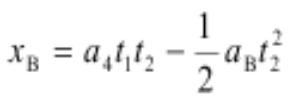 x_B = a_4 t_1 t_2 - \frac{1}{2} a_B t_2^2